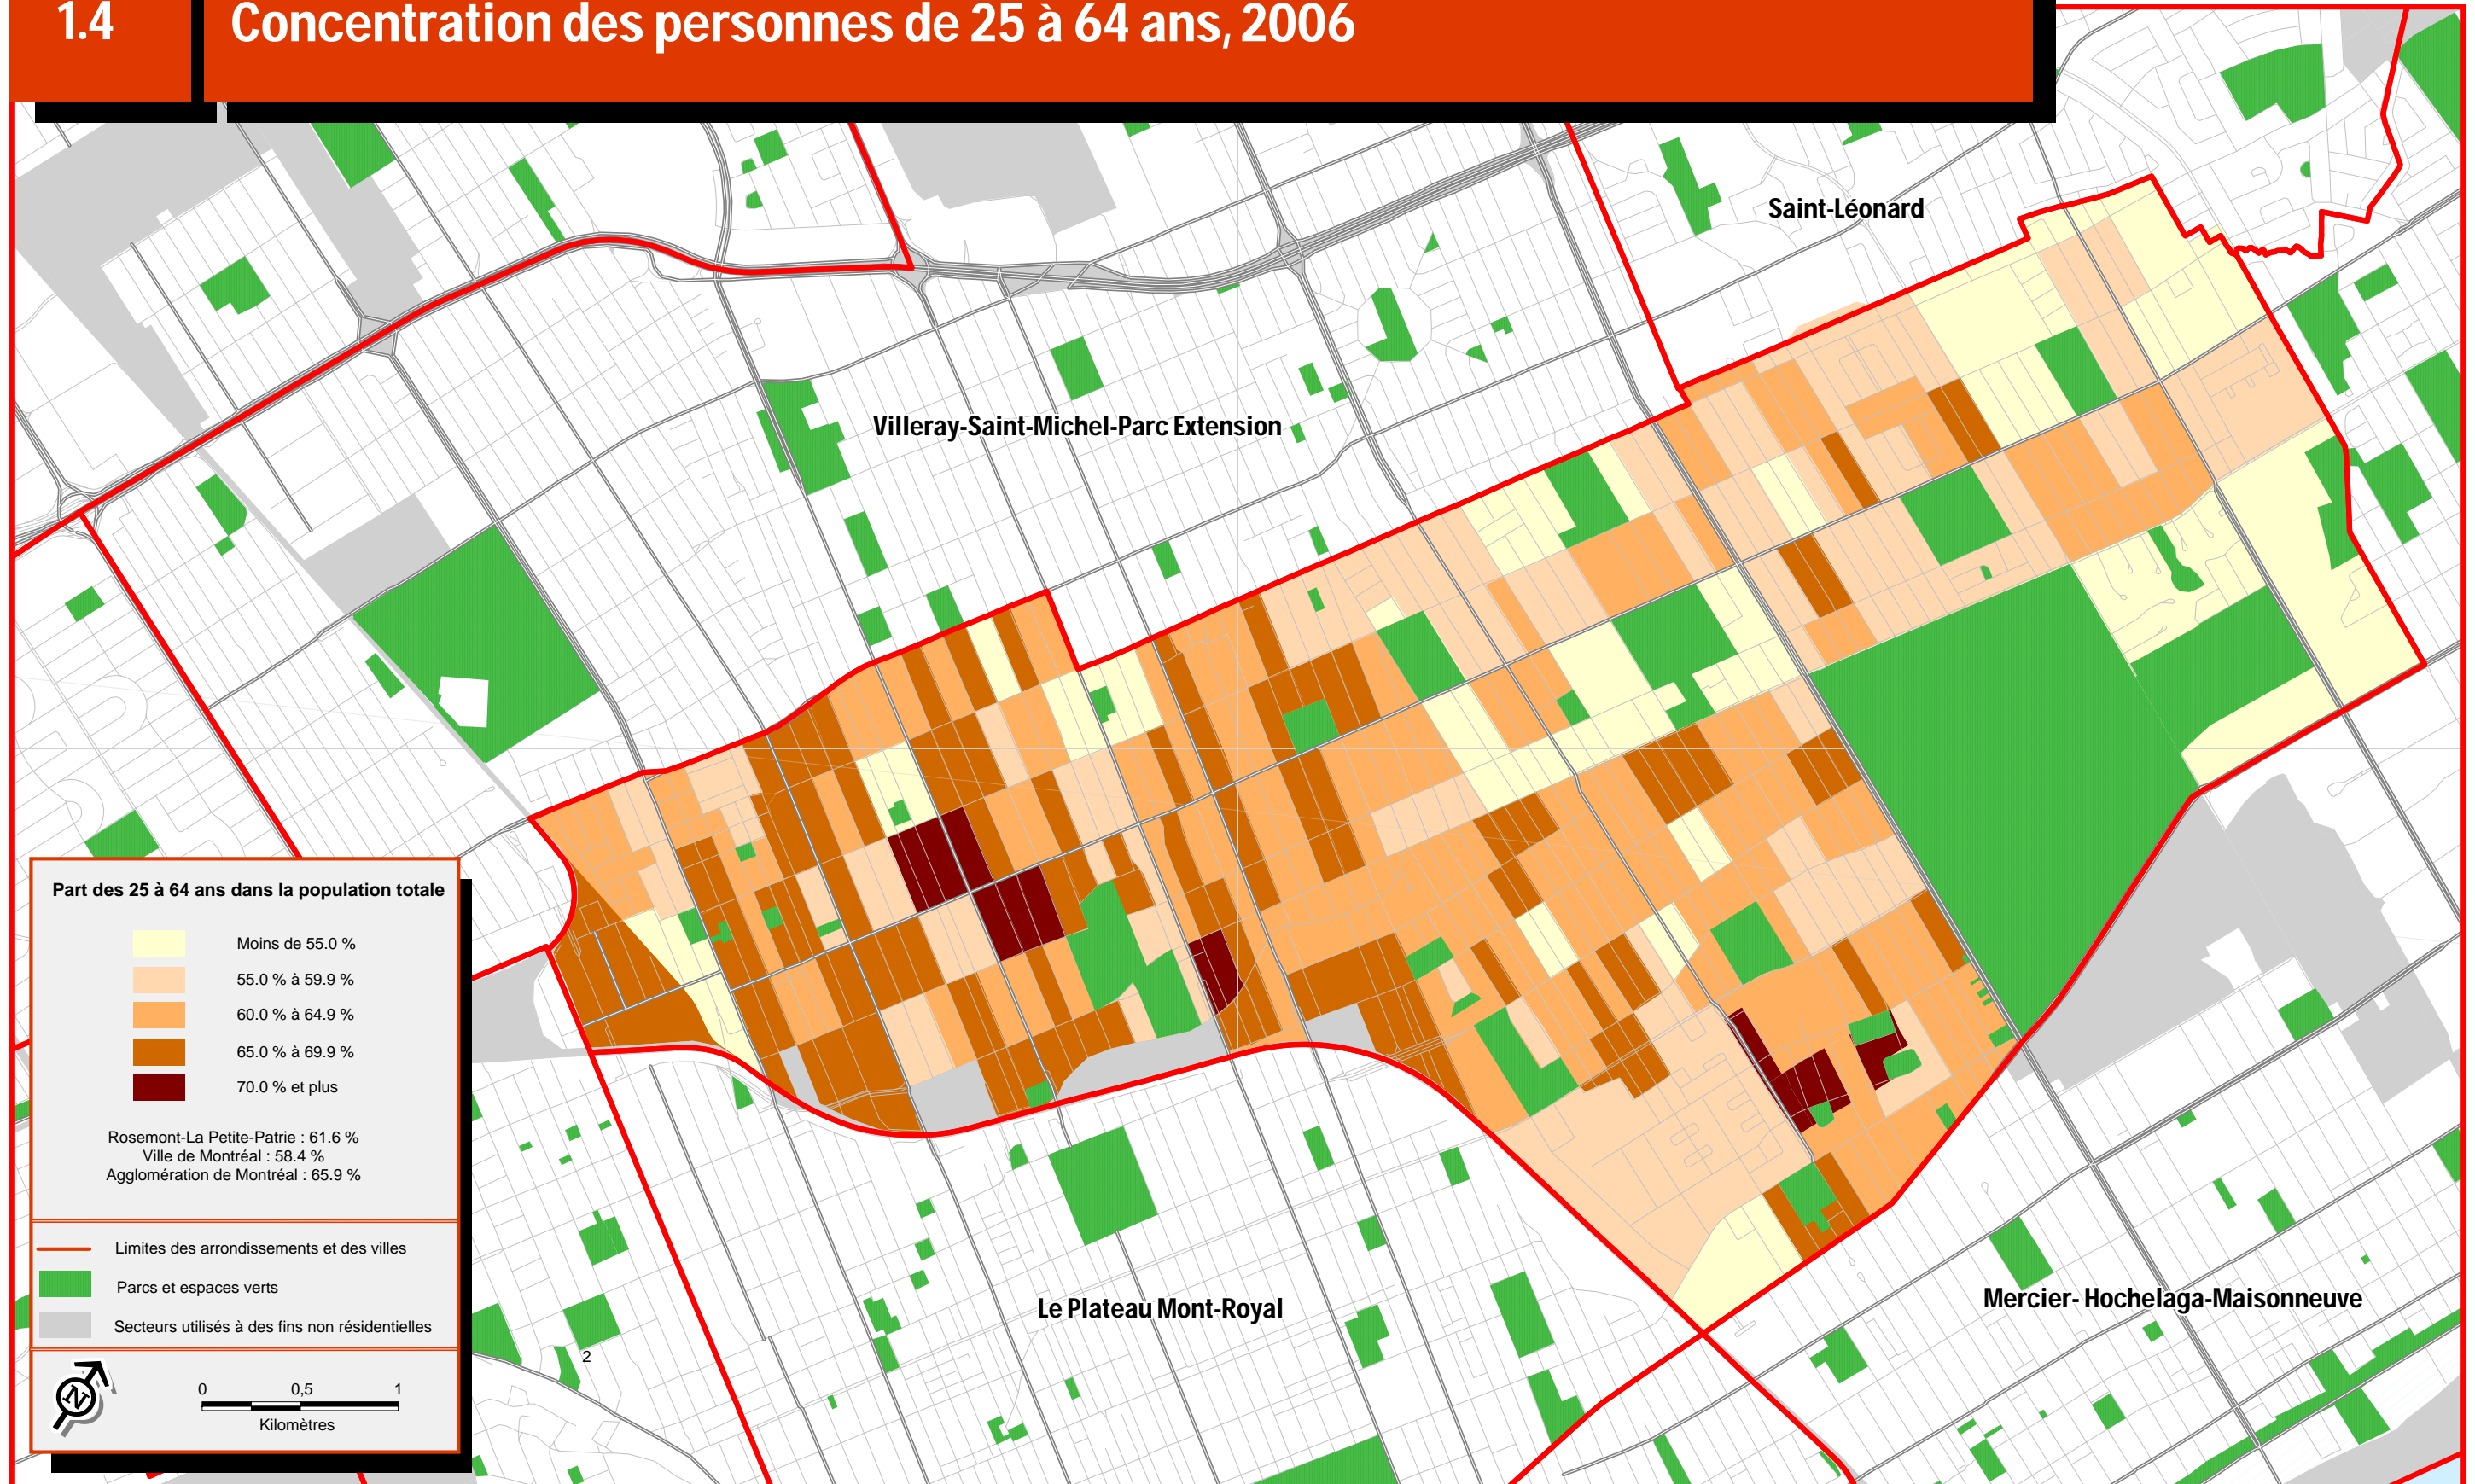 1.4
Concentration des personnes de 25 à 64 ans, 2006
Saint-Léonard
Villeray-Saint-Michel-Parc Extension
Part des 25 à 64 ans dans la population totale
Moins de 55.0 %
55.0 % à 59.9 %
60.0 % à 64.9 %
65.0 % à 69.9 %
70.0 % et plus
Rosemont-La Petite-Patrie : 61.6 %
Ville de Montréal : 58.4 %
Agglomération de Montréal : 65.9 %
Limites des arrondissements et des villes
Parcs et espaces verts
Secteurs utilisés à des fins non résidentielles
N
0 0,5 1
Kilomètres
2
Le Plateau Mont-Royal
Mercier- Hochelaga-Maisonneuve